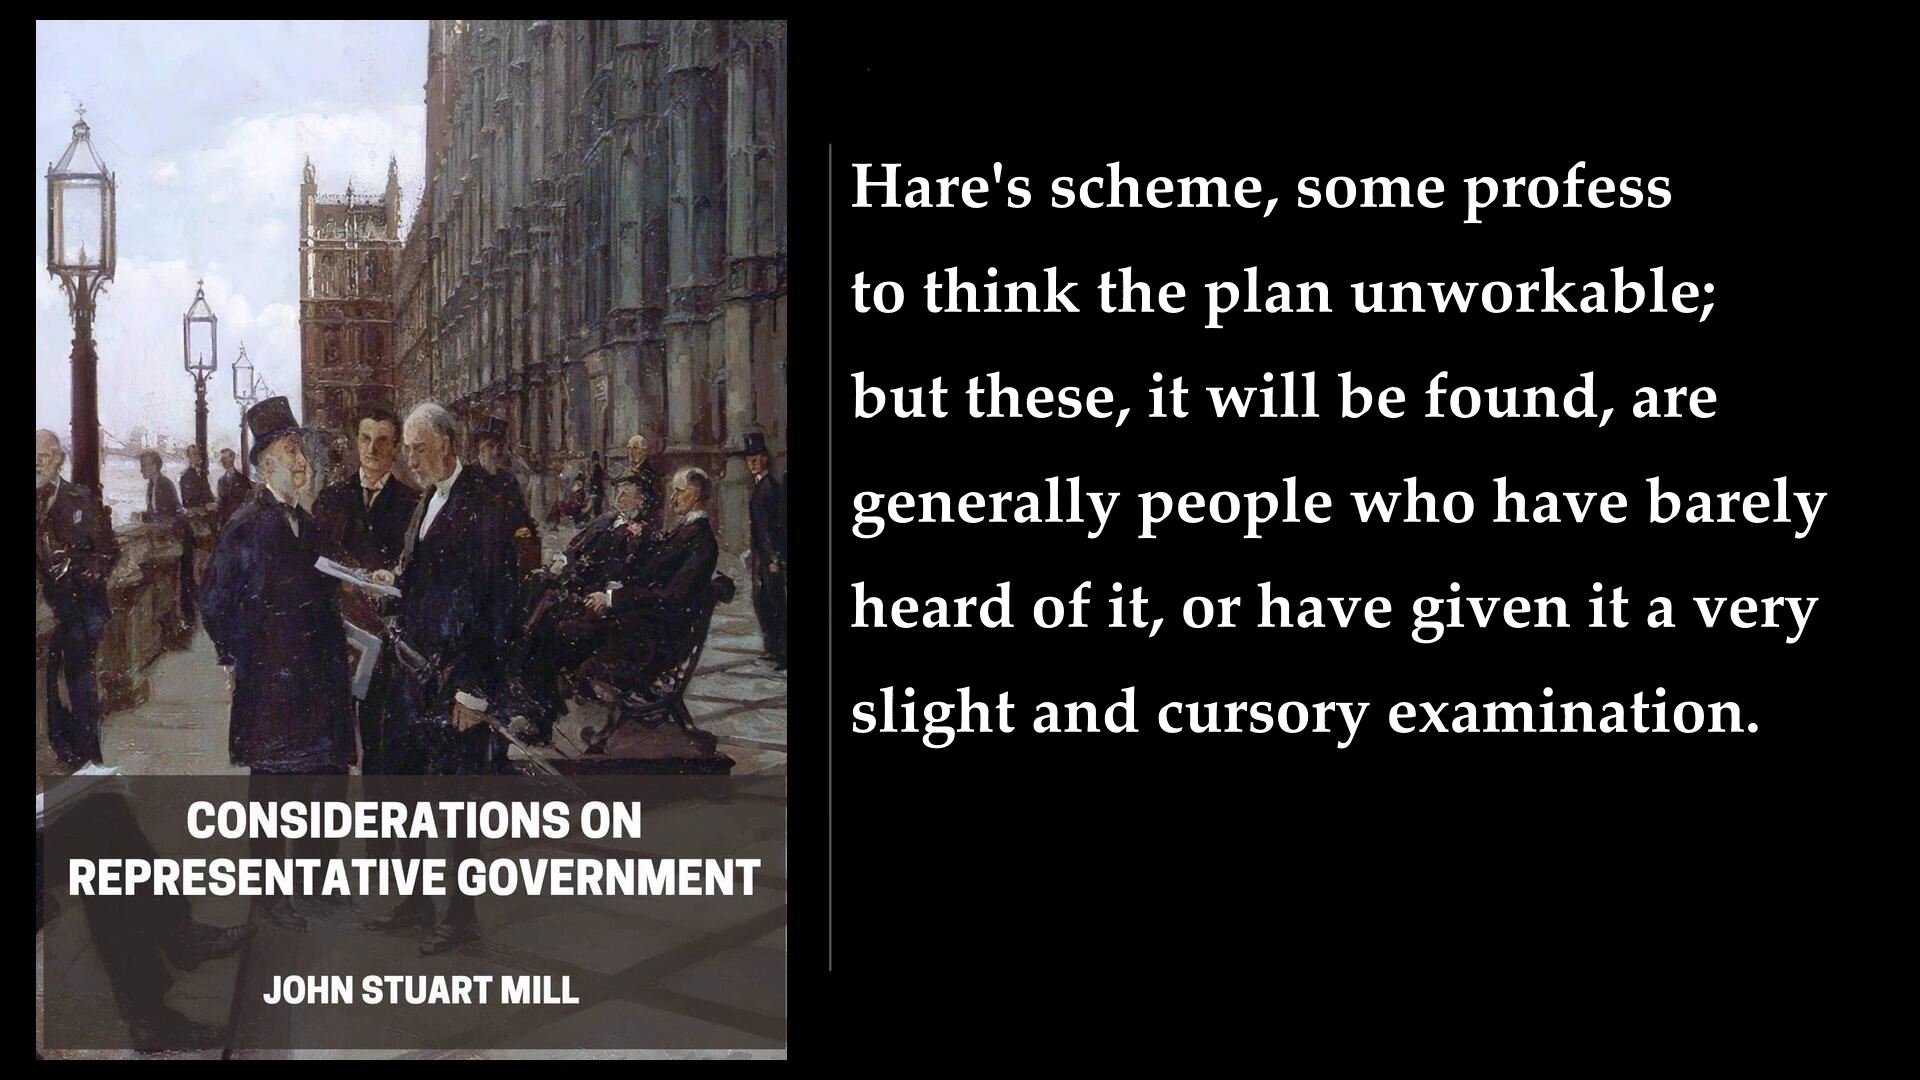 Hare's scheme, some profess
to think the plan unworkable;
but these, it will be found, are
generally people who have barely
heard of it, or have given it a very
slight and cursory examination.
CONSIDERATIONS ON
REPRESENTATIVE GOVERNMENT
JOHN STUART MILL